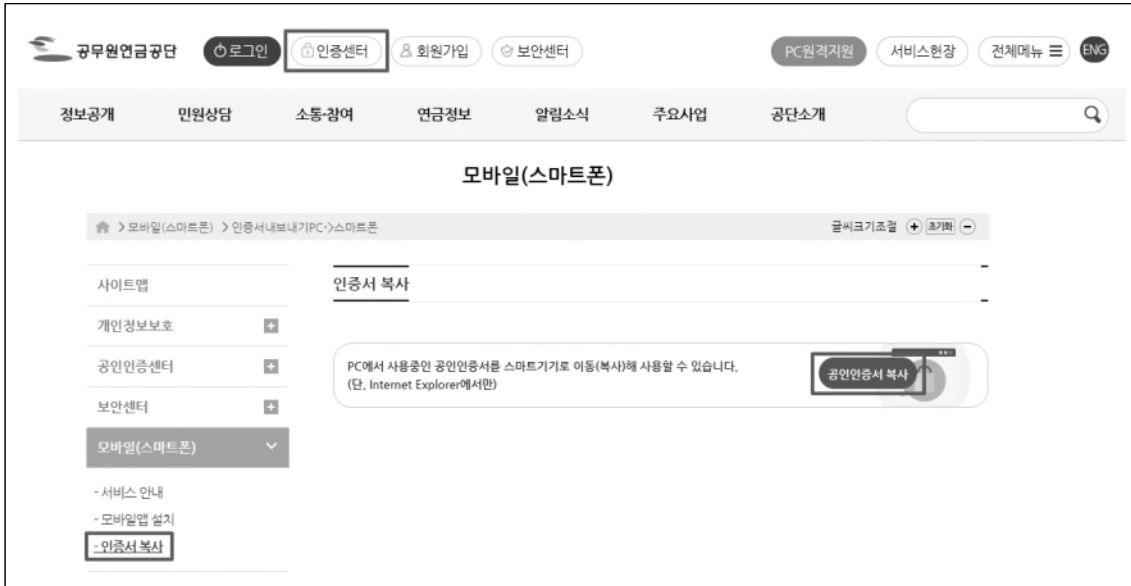 공무원연금공단 로그인 인증센터 회원가입 보안센터 PC원격지원 서비스헌장 전체메뉴 ENG
정보공개 민원상담 소통·참여 연금정보 알림소식 주요사업 공단소개
모바일(스마트폰)
> 모바일(스마트폰) > 인증서내보내기PC->스마트폰 글씨크기조절 + 초기화 -
사이트맵
개인정보보호 +
공인인증센터 +
보안센터 +
모바일(스마트폰)
- 서비스 안내
- 모바일앱 설치
- 인증서 복사
인증서 복사
PC에서 사용중인 공인인증서를 스마트기기로 이동(복사)해 사용할 수 있습니다.
(단, Internet Explorer에서만)
공인인증서 복사